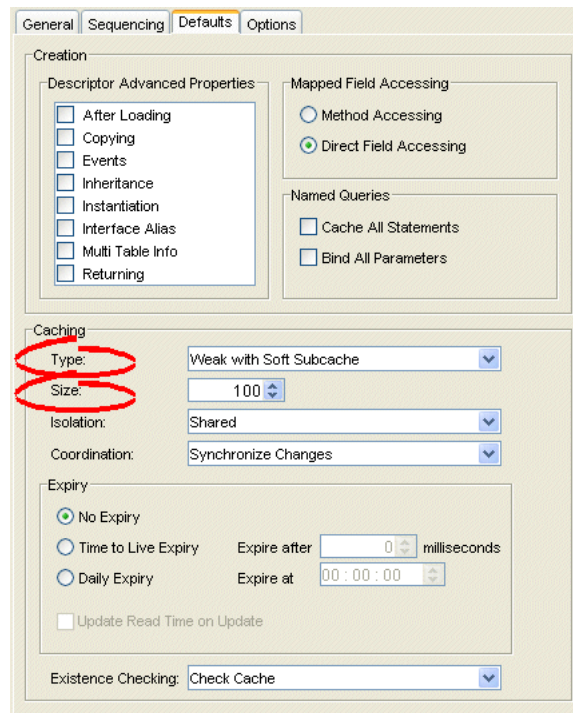 General Sequencing Defaults Options
Creation
Descriptor Advanced Properties
After Loading
Copying
Events
Inheritance
Instantiation
Interface Alias
Multi Table Info
Returning
Mapped Field Accessing
Method Accessing
Direct Field Accessing
Named Queries
Cache All Statements
Bind All Parameters
Caching
Type: Weak with Soft Subcache
Size: 100
Isolation: Shared
Coordination: Synchronize Changes
Expiry
No Expiry
Time to Live Expiry Expire after 0 milliseconds
Daily Expiry Expire at 00 : 00 : 00
Update Read Time on Update
Existence Checking: Check Cache